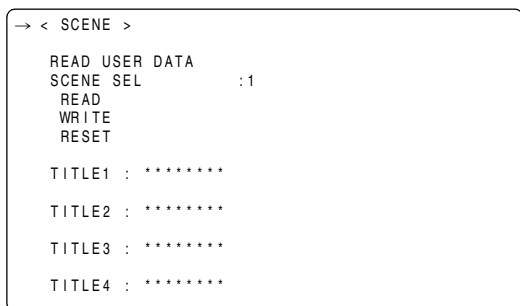 → < SCENE >
READ USER DATA
SCENE SEL :1
READ
WRITE
RESET
TITLE1 : ********
TITLE2 : ********
TITLE3 : ********
TITLE4 : ********